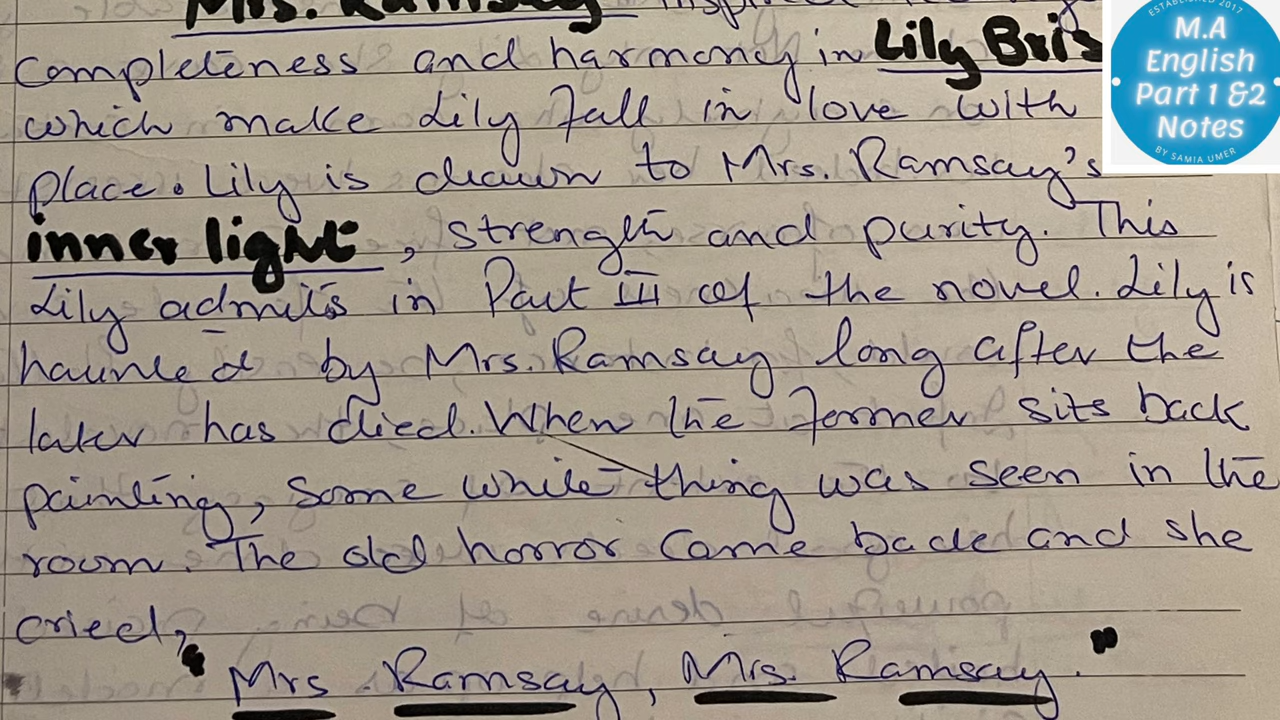 Mrs. Ramsay
completeness and harmony in Lily Bris
which make Lily fall in love with
place. Lily is drawn to Mrs. Ramsay's
inner light, strength and purity. This
Lily admits in Part III of the novel. Lily is
haunted by Mrs. Ramsay long after the
later has died. When the former sits back
painting, some white thing was seen in the
room. The old horror came back and she
cried,
"Mrs. Ramsay, Mrs. Ramsay."
ESTABLISHED 2017
M.A
English
Part 1 &2
Notes
BY SAMIA UMER